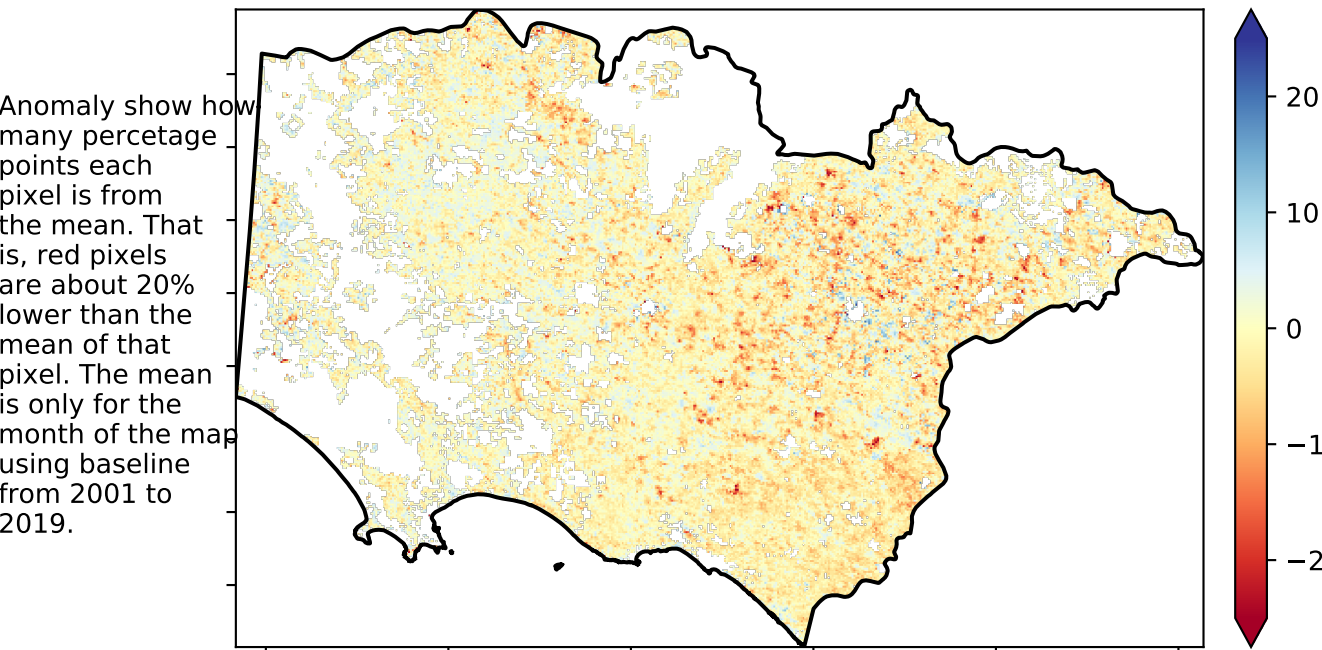 Anomaly show how
many percetage
points each
pixel is from
the mean. That
is, red pixels
are about 20%
lower than the
mean of that
pixel. The mean
is only for the
month of the map
using baseline
from 2001 to
2019.
20
10
0
−1
−2